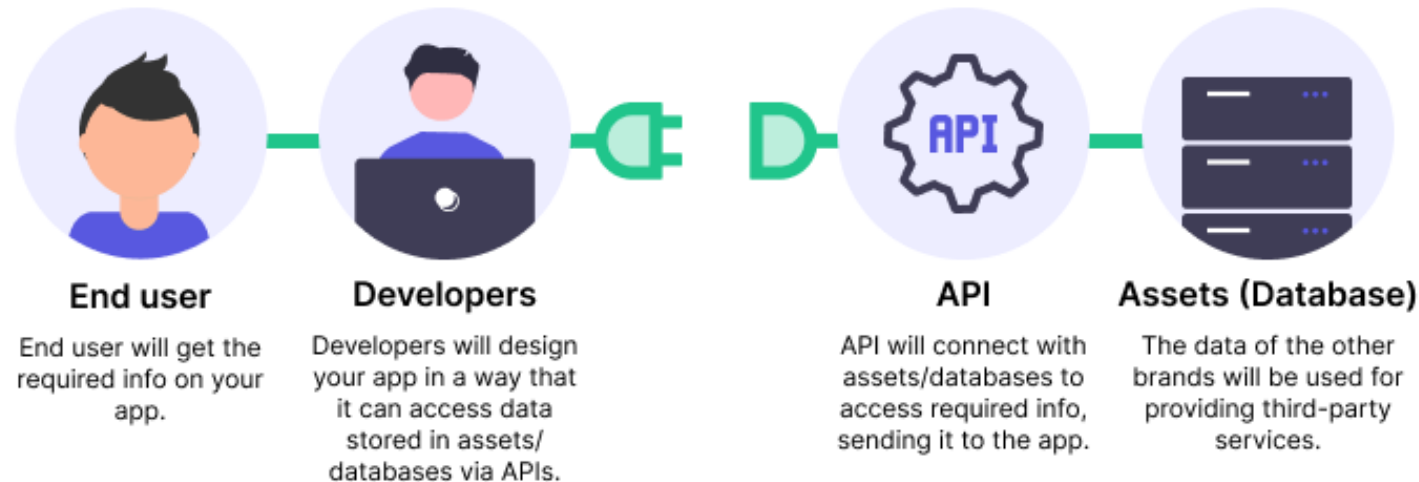 API
End user
End user will get the
required info on your
app.
Developers
Developers will design
your app in a way that
it can access data
stored in assets/
databases via APIs.
API
API will connect with
assets/databases to
access required info,
sending it to the app.
Assets (Database)
The data of the other
brands will be used for
providing third-party
services.